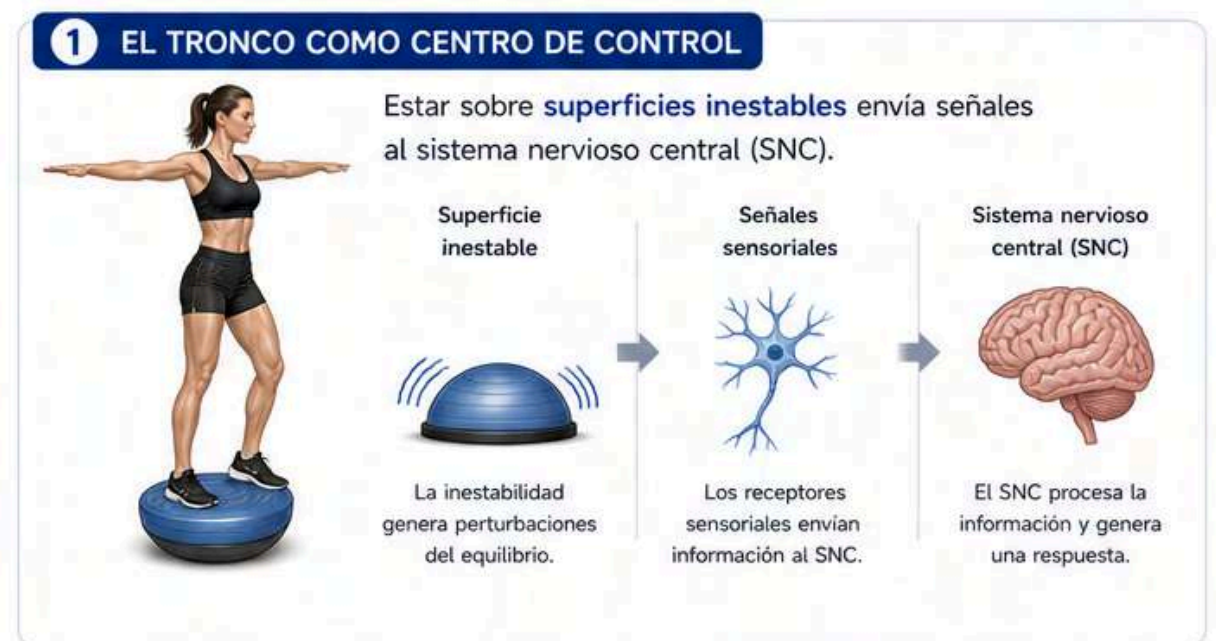 1 EL TRONCO COMO CENTRO DE CONTROL
Estar sobre superficies inestables envía señales
al sistema nervioso central (SNC).
Superficie
inestable
Señales
sensoriales
Sistema nervioso
central (SNC)
La inestabilidad
genera perturbaciones
del equilibrio.
Los receptores
sensoriales envían
información al SNC.
El SNC procesa la
información y genera
una respuesta.